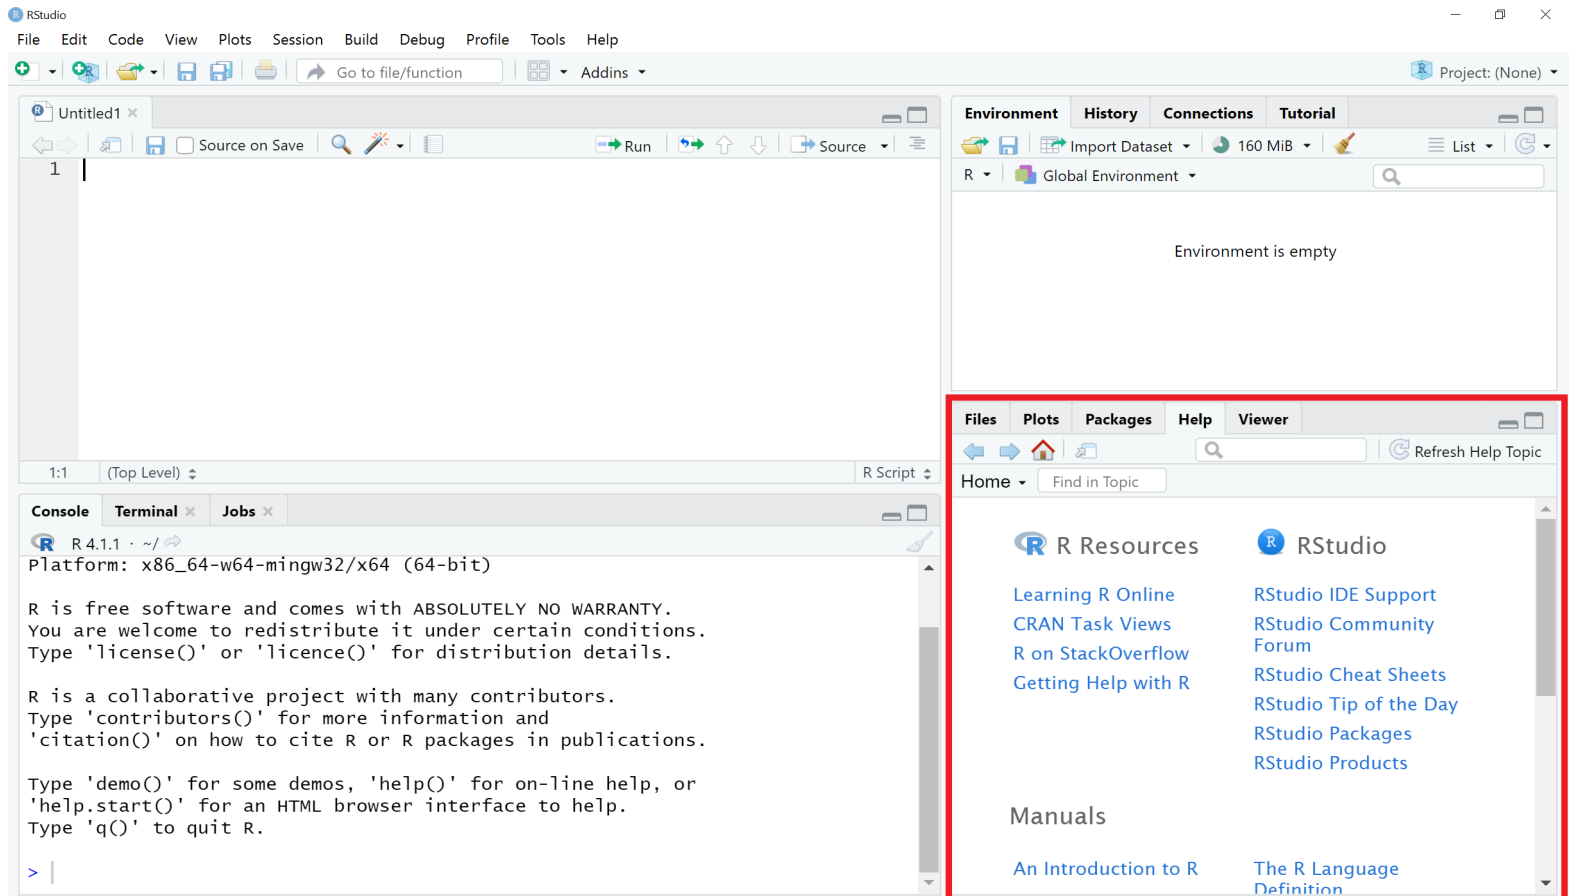 RStudio
File Edit Code View Plots Session Build Debug Profile Tools Help
Go to file/function Addins Project: (None)
Untitled1
Source on Save Run Source
1
1:1 (Top Level) R Script
Console Terminal Jobs
R 4.1.1 · ~/
Platform: x86_64-w64-mingw32/x64 (64-bit)
R is free software and comes with ABSOLUTELY NO WARRANTY.
You are welcome to redistribute it under certain conditions.
Type 'license()' or 'licence()' for distribution details.
R is a collaborative project with many contributors.
Type 'contributors()' for more information and
'citation()' on how to cite R or R packages in publications.
Type 'demo()' for some demos, 'help()' for on-line help, or
'help.start()' for an HTML browser interface to help.
Type 'q()' to quit R.
>
Environment History Connections Tutorial
Import Dataset 160 MiB List
R Global Environment
Environment is empty
Files Plots Packages Help Viewer
Refresh Help Topic
Home Find in Topic
R Resources
Learning R Online
CRAN Task Views
R on StackOverflow
Getting Help with R
RStudio
RStudio IDE Support
RStudio Community
Forum
RStudio Cheat Sheets
RStudio Tip of the Day
RStudio Packages
RStudio Products
Manuals
An Introduction to R
The R Language
Definition